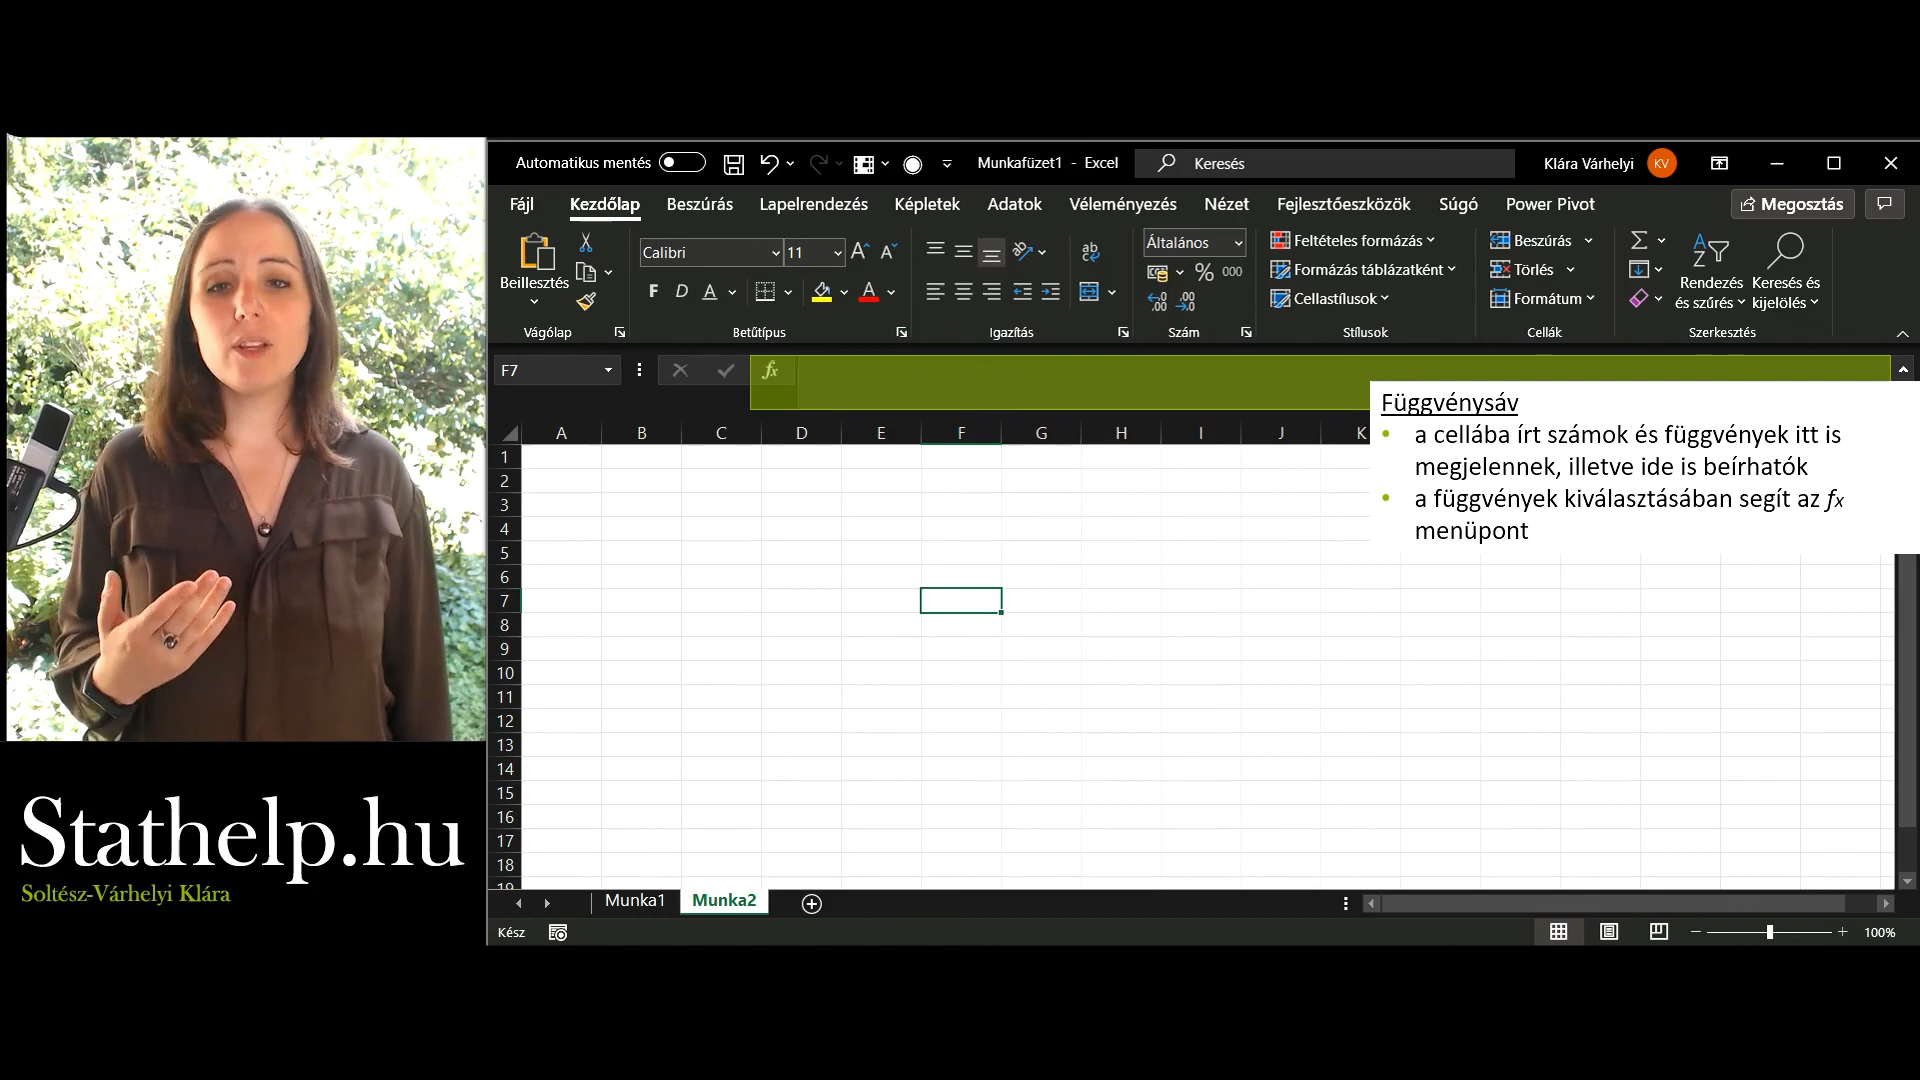 Automatikus mentés
Munkafüzet1 - Excel
Keresés
Klára Várhelyi
KV
Fájl
Kezdőlap
Beszúrás
Lapelrendezés
Képletek
Adatok
Véleményezés
Nézet
Fejlesztőeszközök
Súgó
Power Pivot
Megosztás
Beillesztés
Vágólap
Calibri
11
F D A
Betűtípus
ab
Igazítás
Általános
% 000
Szám
Feltételes formázás
Formázás táblázatként
Cellastílusok
Stílusok
Beszúrás
Törlés
Formátum
Cellák
Rendezés
és szűrés
Keresés és
kijelölés
Szerkesztés
F7
fx
Függvénysáv
• a cellába írt számok és függvények itt is
megjelennek, illetve ide is beírhatók
• a függvények kiválasztásában segít az fx
menüpont
A B C D E F G H I J K
1
2
3
4
5
6
7
8
9
10
11
12
13
14
15
16
17
18
19
Munka1
Munka2
Kész
100%
Stathelp.hu
Soltész-Várhelyi Klára